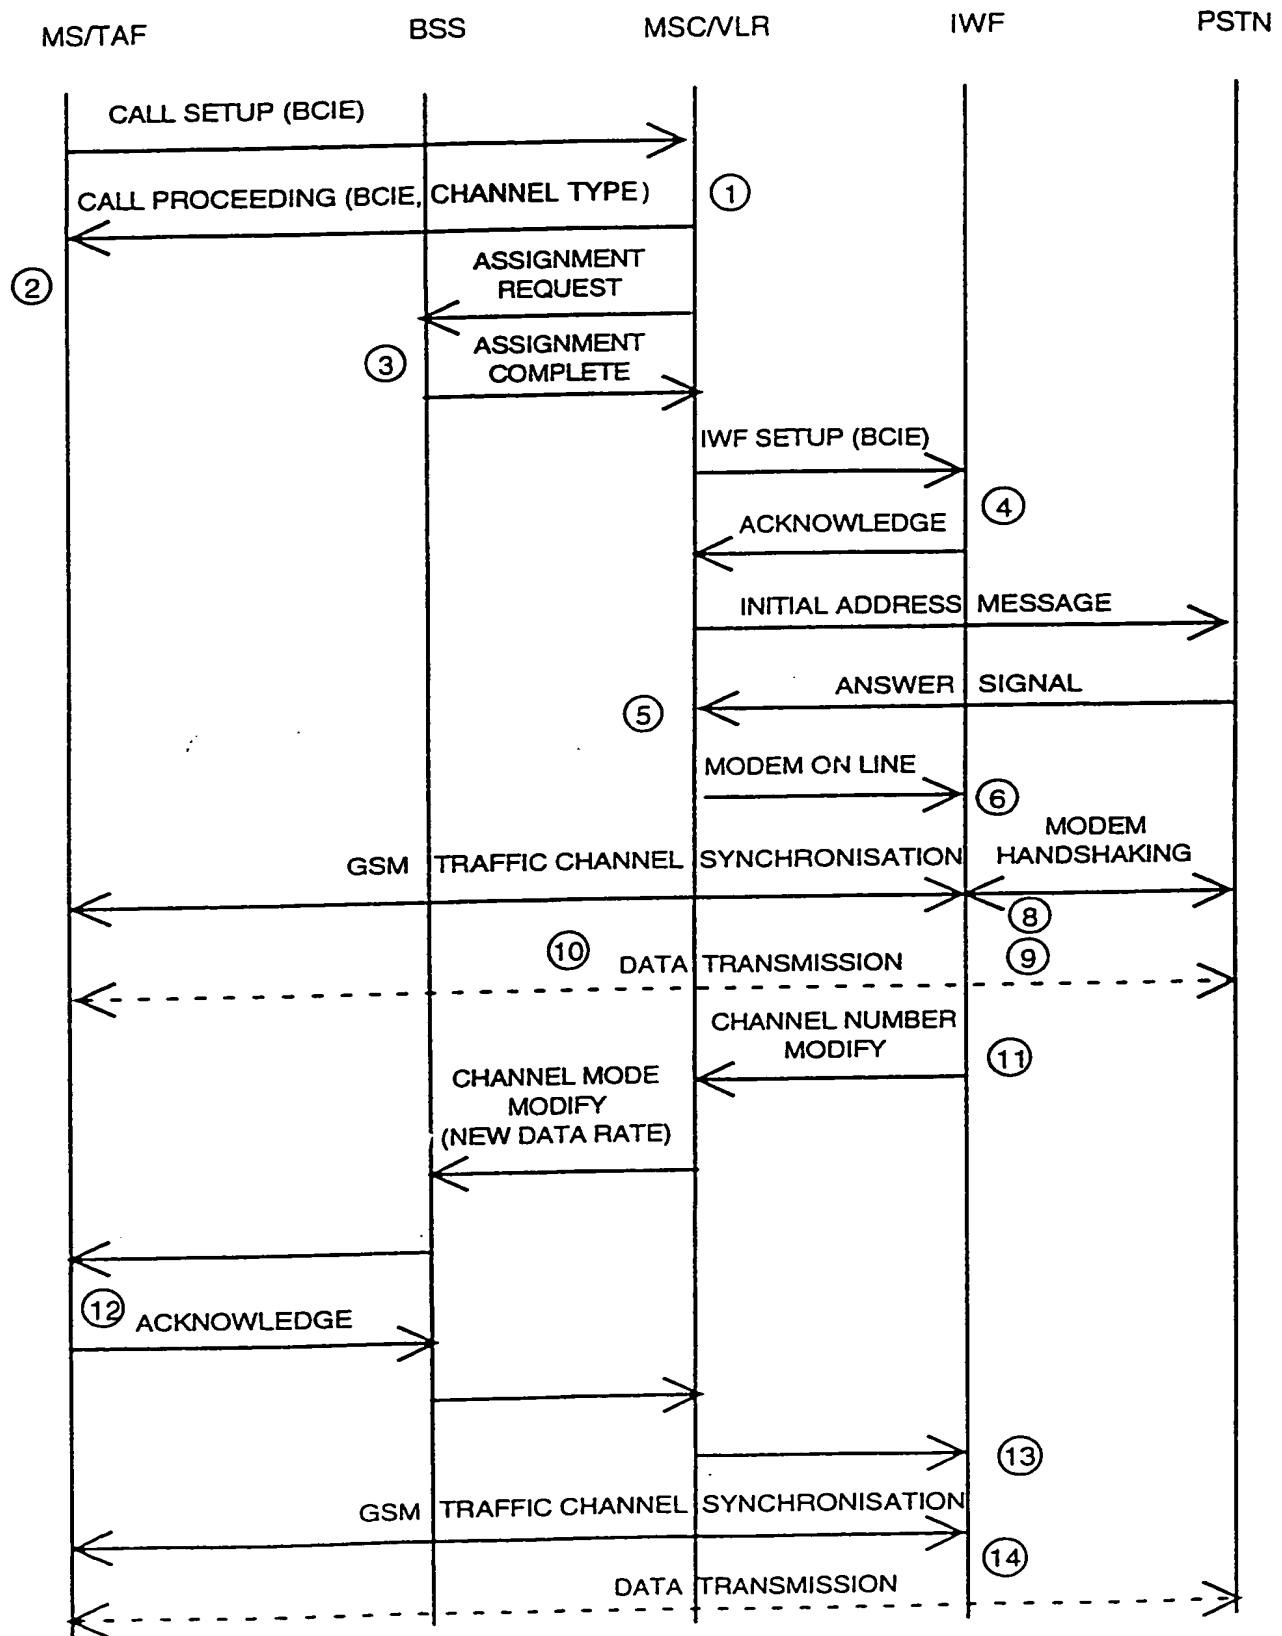 MS/TAF BSS MSC/VLR IWF PSTN
CALL SETUP (BCIE)
CALL PROCEEDING (BCIE, CHANNEL TYPE)
1
2
ASSIGNMENT
REQUEST
3
ASSIGNMENT
COMPLETE
IWF SETUP (BCIE)
4
ACKNOWLEDGE
INITIAL ADDRESS MESSAGE
ANSWER SIGNAL
5
MODEM ON LINE
6
MODEM
HANDSHAKING
GSM TRAFFIC CHANNEL SYNCHRONISATION
8
10
DATA TRANSMISSION
9
CHANNEL NUMBER
MODIFY
11
CHANNEL MODE
MODIFY
(NEW DATA RATE)
12
ACKNOWLEDGE
13
GSM TRAFFIC CHANNEL SYNCHRONISATION
14
DATA TRANSMISSION